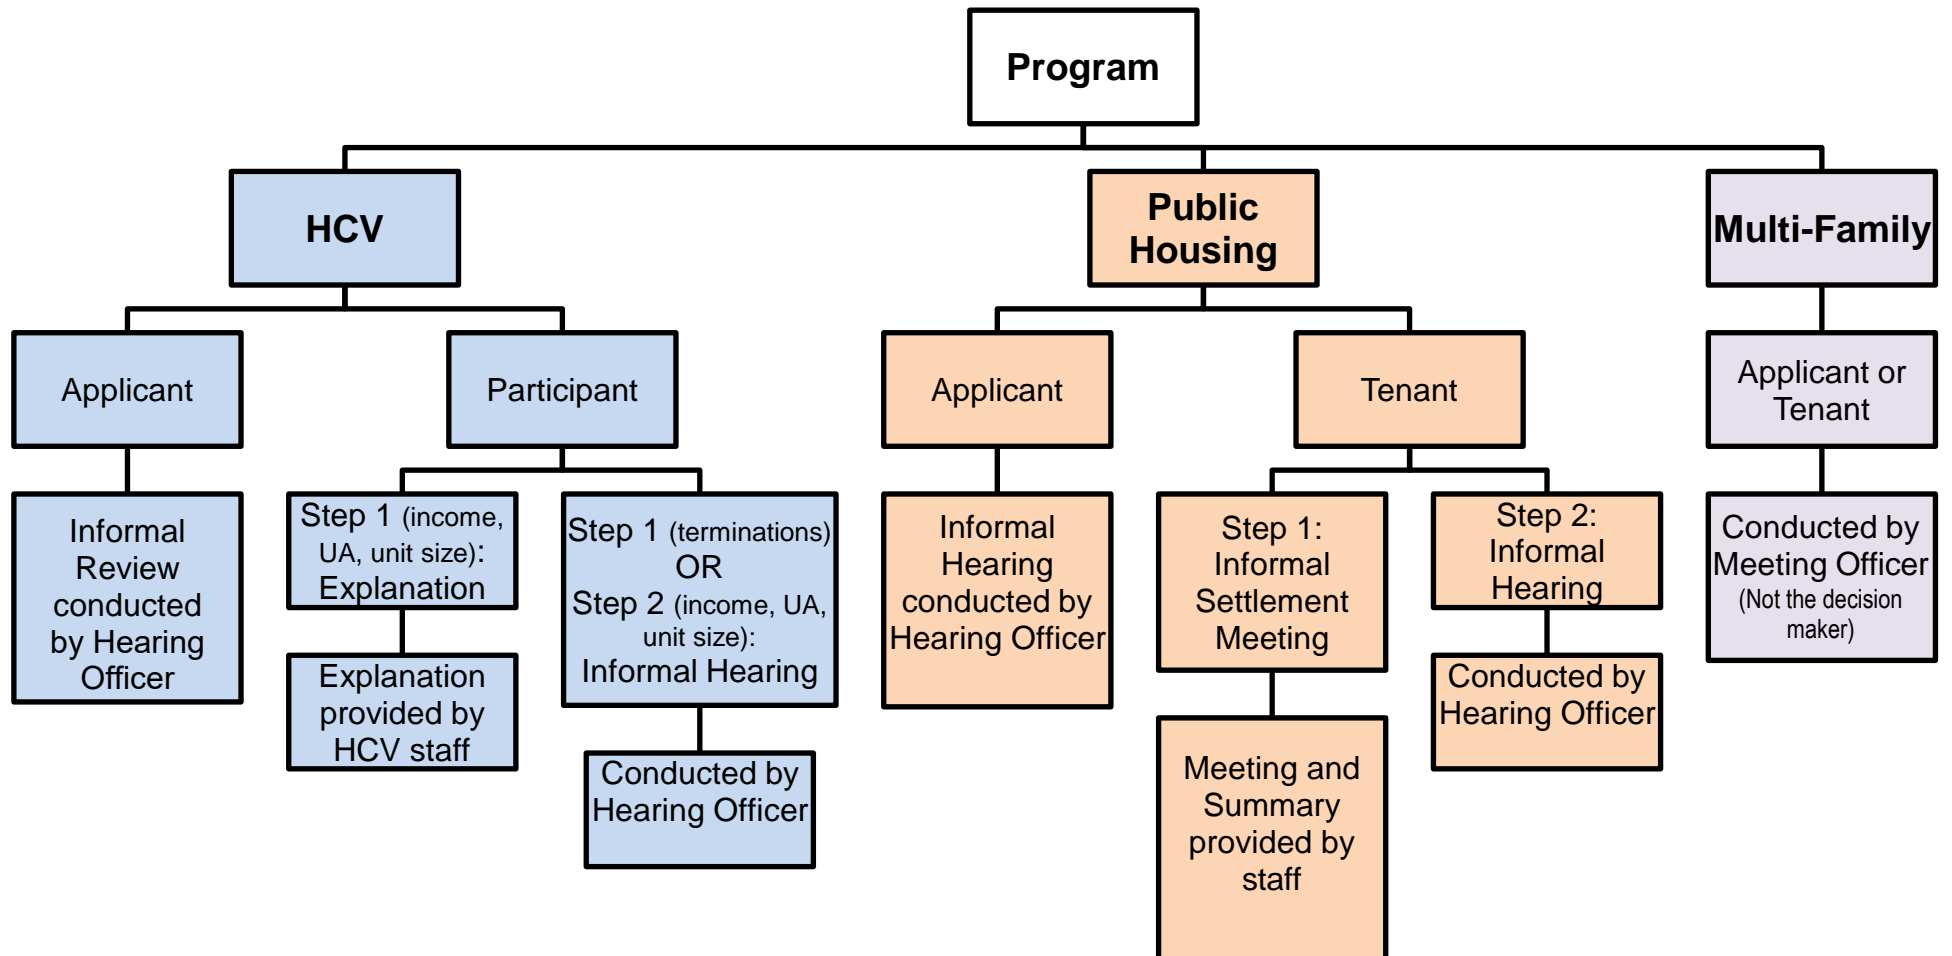 Program
HCV
Public
Housing
Multi-Family
Applicant
Participant
Applicant
Tenant
Applicant or
Tenant
Informal
Review
conducted
by Hearing
Officer
Step 1 (income,
UA, unit size):
Explanation
Explanation
provided by
HCV staff
Step 1 (terminations)
OR
Step 2 (income, UA,
unit size):
Informal Hearing
Conducted by
Hearing Officer
Informal
Hearing
conducted by
Hearing Officer
Step 1:
Informal
Settlement
Meeting
Meeting and
Summary
provided by
staff
Step 2:
Informal
Hearing
Conducted by
Hearing Officer
Conducted by
Meeting Officer
(Not the decision
maker)